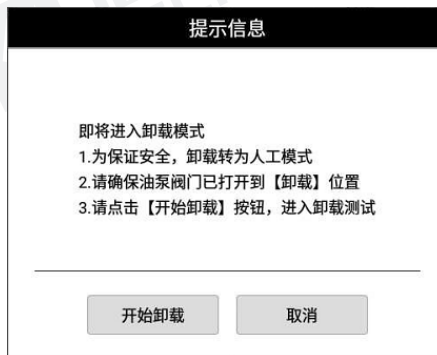 提示信息
即将进入卸载模式
1.为保证安全，卸载转为人工模式
2.请确保油泵阀门已打开到【卸载】位置
3.请点击【开始卸载】按钮，进入卸载测试
开始卸载 取消